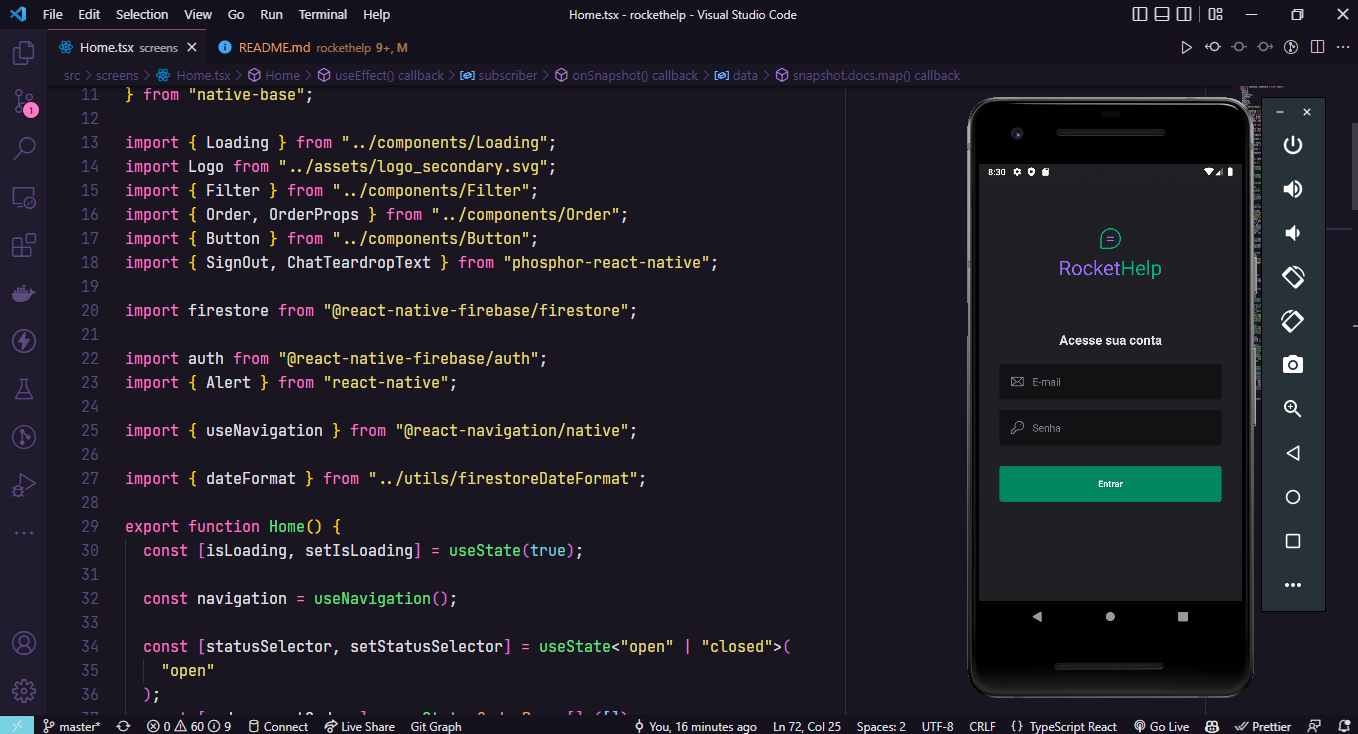 File Edit Selection View Go Run Terminal Help
Home.tsx - rockethelp - Visual Studio Code
Home.tsx screens
README.md rockethelp 9+, M
src > screens > Home.tsx > Home > useEffect() callback > subscriber > onSnapshot() callback > data > snapshot.docs.map() callback
1
11 } from "native-base";
12
13 import { Loading } from "../components/Loading";
14 import Logo from "../assets/logo_secondary.svg";
15 import { Filter } from "../components/Filter";
16 import { Order, OrderProps } from "../components/Order";
17 import { Button } from "../components/Button";
18 import { SignOut, ChatTeardropText } from "phosphor-react-native";
19
20 import firestore from "@react-native-firebase/firestore";
21
22 import auth from "@react-native-firebase/auth";
23 import { Alert } from "react-native";
24
25 import { useNavigation } from "@react-navigation/native";
26
27 import { dateFormat } from "../utils/firestoreDateFormat";
28
29 export function Home() {
30 const [isLoading, setIsLoading] = useState(true);
31
32 const navigation = useNavigation();
33
34 const [statusSelector, setStatusSelector] = useState<"open" | "closed">(
35 "open"
36 );
8:30
RocketHelp
Acesse sua conta
E-mail
Senha
Entrar
master* 0 60 9 Connect Live Share Git Graph
You, 16 minutes ago Ln 72, Col 25 Spaces: 2 UTF-8 CRLF {} TypeScript React Go Live Prettier